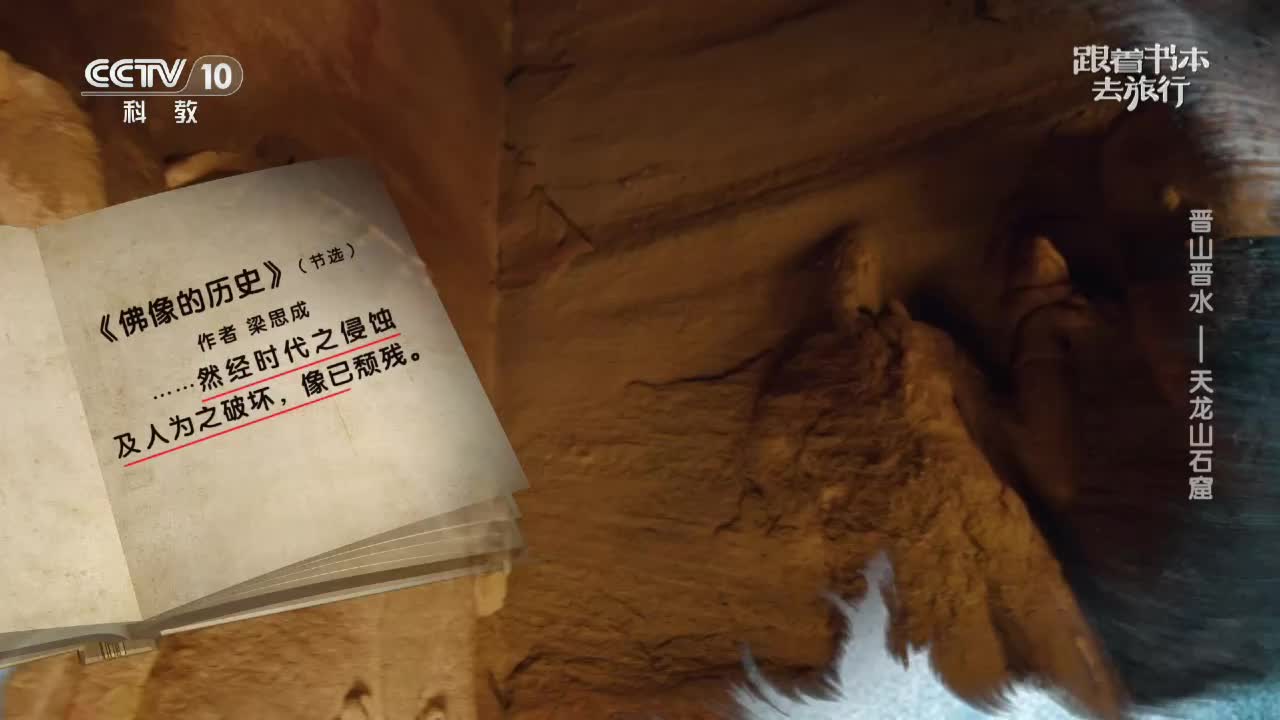 CCTV 10
科教
跟着书本
去旅行
《佛像的历史》（节选）
作者 梁思成
……然经时代之侵蚀
及人为之破坏，像已颓残。
晋山晋水——天龙山石窟